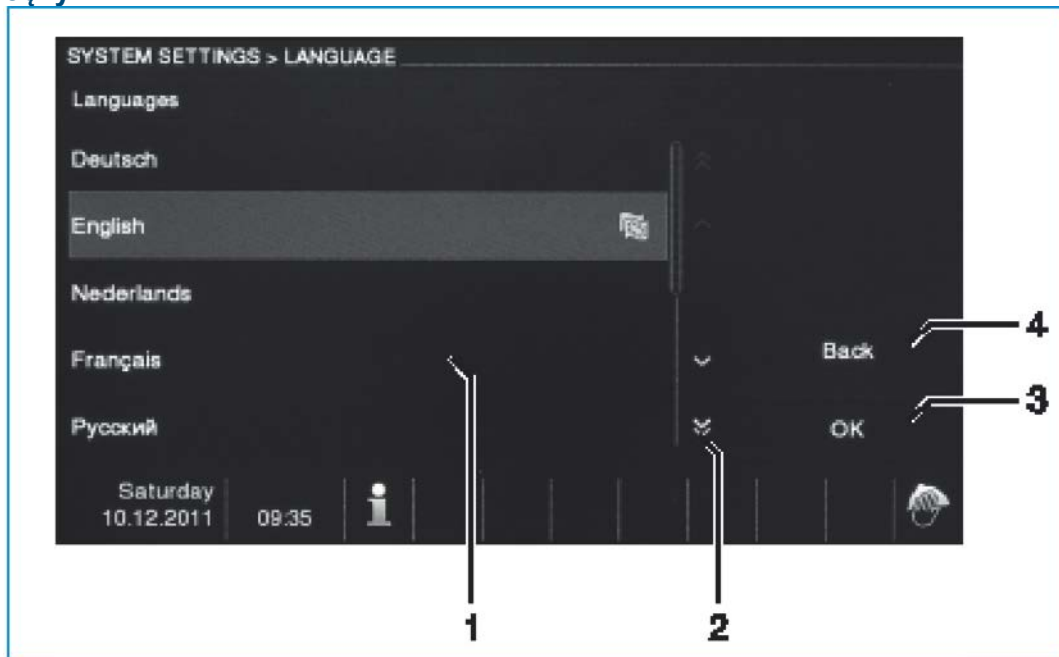 SYSTEM SETTINGS > LANGUAGE
Languages
Deutsch
English
Nederlands
Français
Русский
Back
OK
4
3
Saturday
10.12.2011
09:35
i
1
2